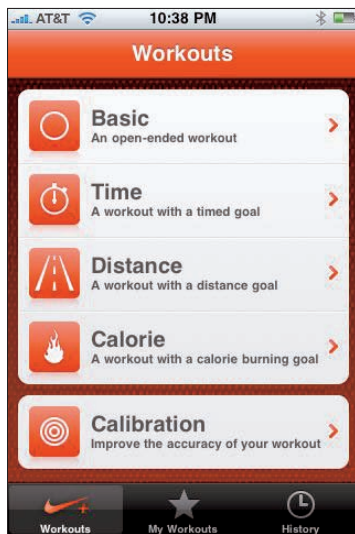 AT&T 10:38 PM
Workouts
Basic
An open-ended workout
Time
A workout with a timed goal
Distance
A workout with a distance goal
Calorie
A workout with a calorie burning goal
Calibration
Improve the accuracy of your workout
Workouts My Workouts History